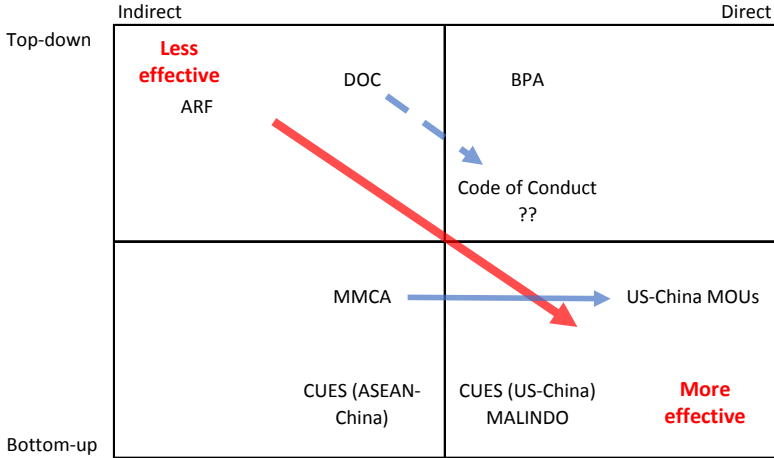 Indirect
Direct
Top-down
Less
effective
ARF
DOC
BPA
Code of Conduct
??
MMCA
US-China MOUs
CUES (ASEAN-
China)
CUES (US-China)
MALINDO
More
effective
Bottom-up